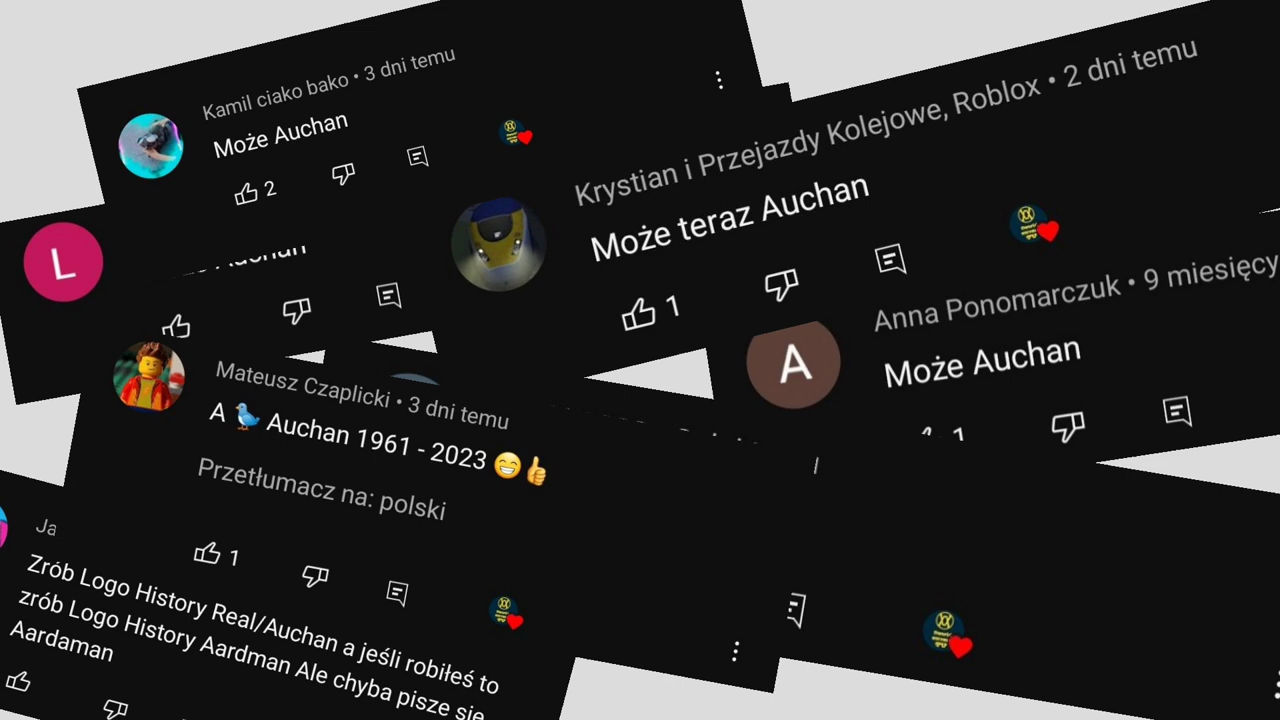 Kamil ciako bako • 3 dni temu
Może Auchan
2
Krystian i Przejazdy Kolejowe, Roblox • 2 dni temu
Może teraz Auchan
1
L
Auchan
Anna Ponomarczuk • 9 miesięcy
A
Może Auchan
1
Mateusz Czaplicki • 3 dni temu
A 🐦 Auchan 1961 - 2023 😁👍
Przetłumacz na: polski
1
Ja
Zrób Logo History Real/Auchan a jeśli robiłeś to
zrób Logo History Aardman Ale chyba pisze się
Aardaman